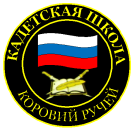 КАДЕТСКАЯ ШКОЛА
КОРОВИЙ РУЧЕЙ